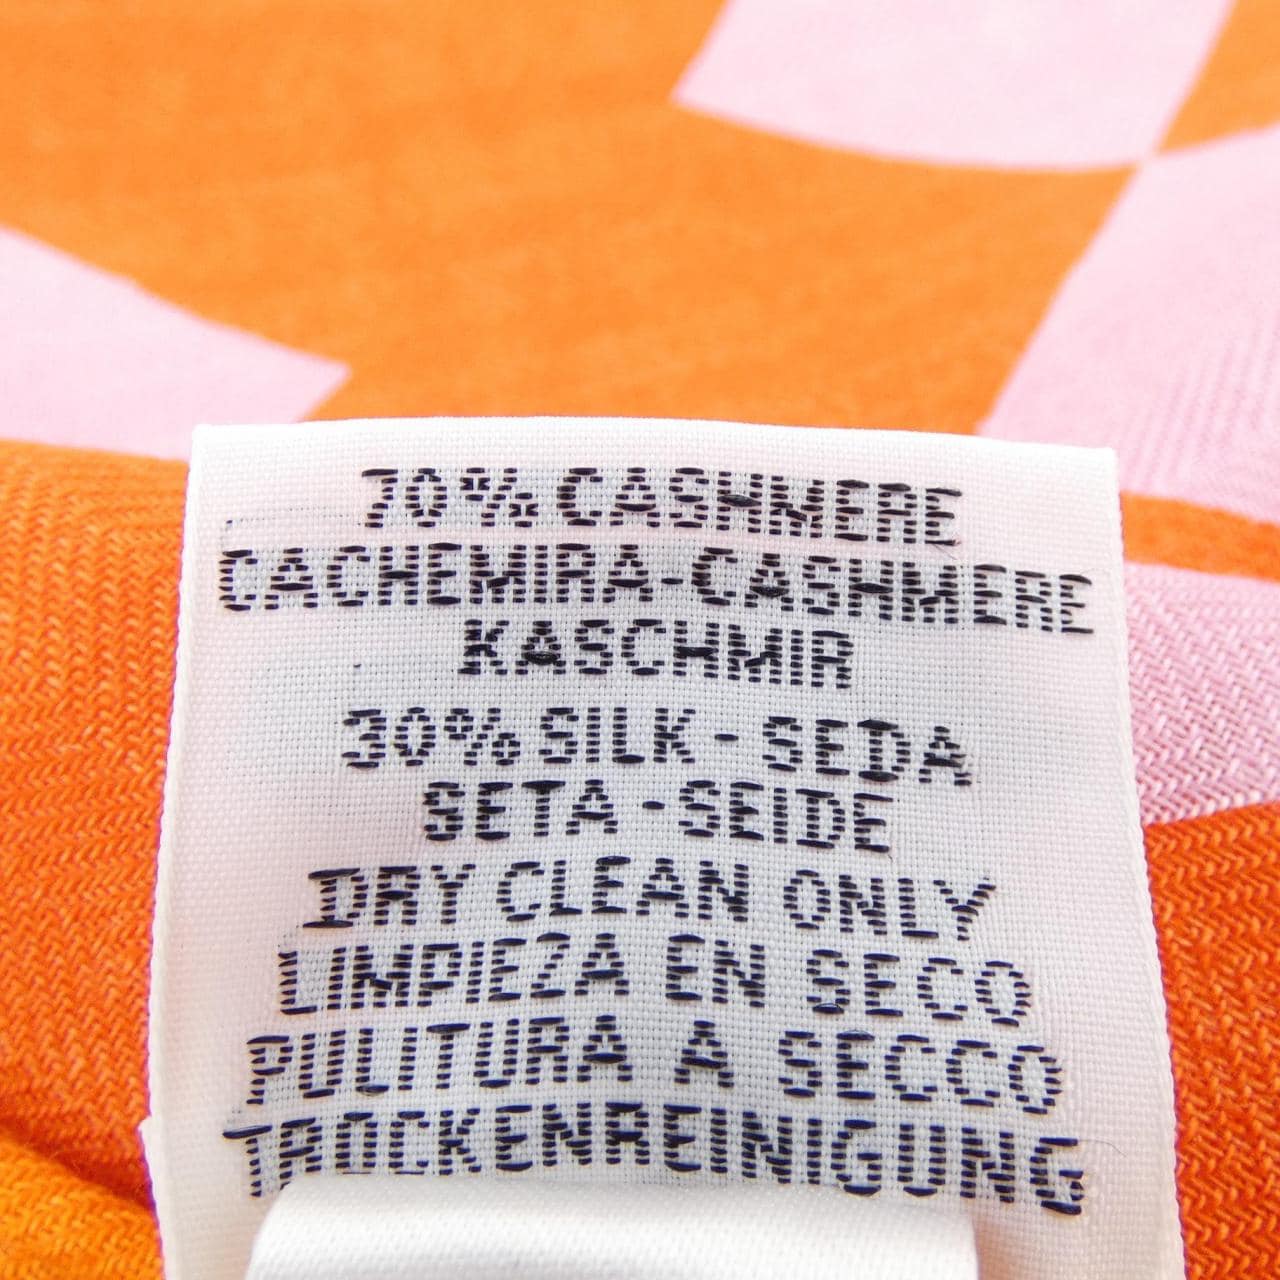 70% CASHMERE
CACHEMIRA-CASHMERE
KASCHMIR
30% SILK - SEDA
SETA - SEIDE
DRY CLEAN ONLY
LIMPIEZA EN SECO
PULITURA A SECCO
TROCKENREINIGUNG